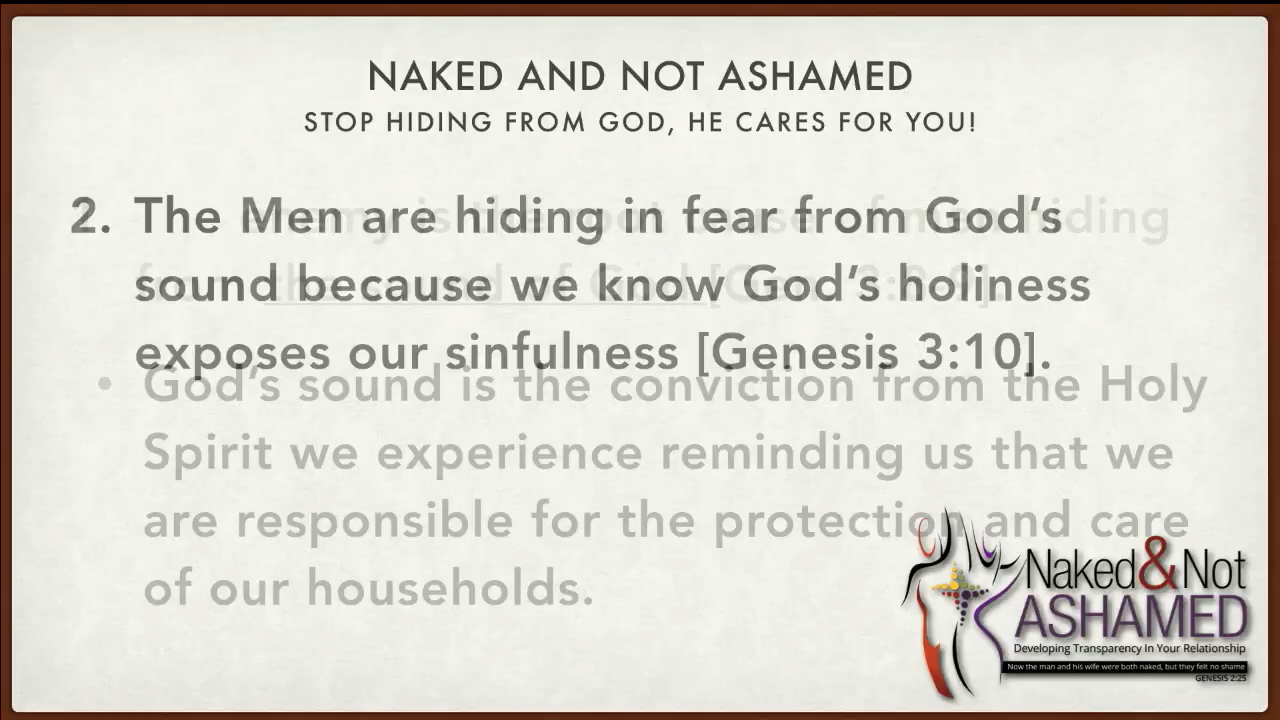 NAKED AND NOT ASHAMED
STOP HIDING FROM GOD, HE CARES FOR YOU!
2. The Men are hiding in fear from God's
sound because we know God's holiness
exposes our sinfulness [Genesis 3:10].
• God's sound is the conviction from the Holy
Spirit we experience reminding us that we
are responsible for the protection and care
of our households.
Naked & Not
ASHAMED
Developing Transparency In Your Relationship
Now the man and his wife were both naked, but they felt no shame
GENESIS 2:25